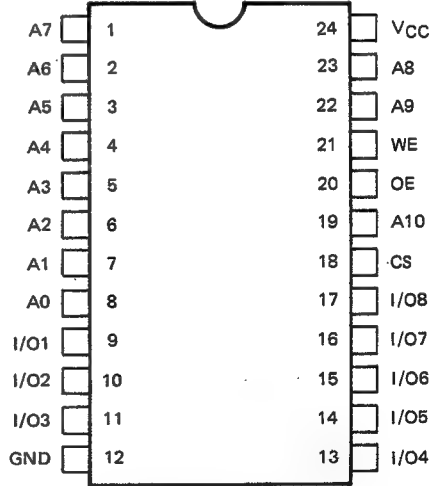 A7 1 24 VCC
A6 2 23 A8
A5 3 22 A9
A4 4 21 WE
A3 5 20 OE
A2 6 19 A10
A1 7 18 CS
A0 8 17 I/O8
I/O1 9 16 I/O7
I/O2 10 15 I/O6
I/O3 11 14 I/O5
GND 12 13 I/O4